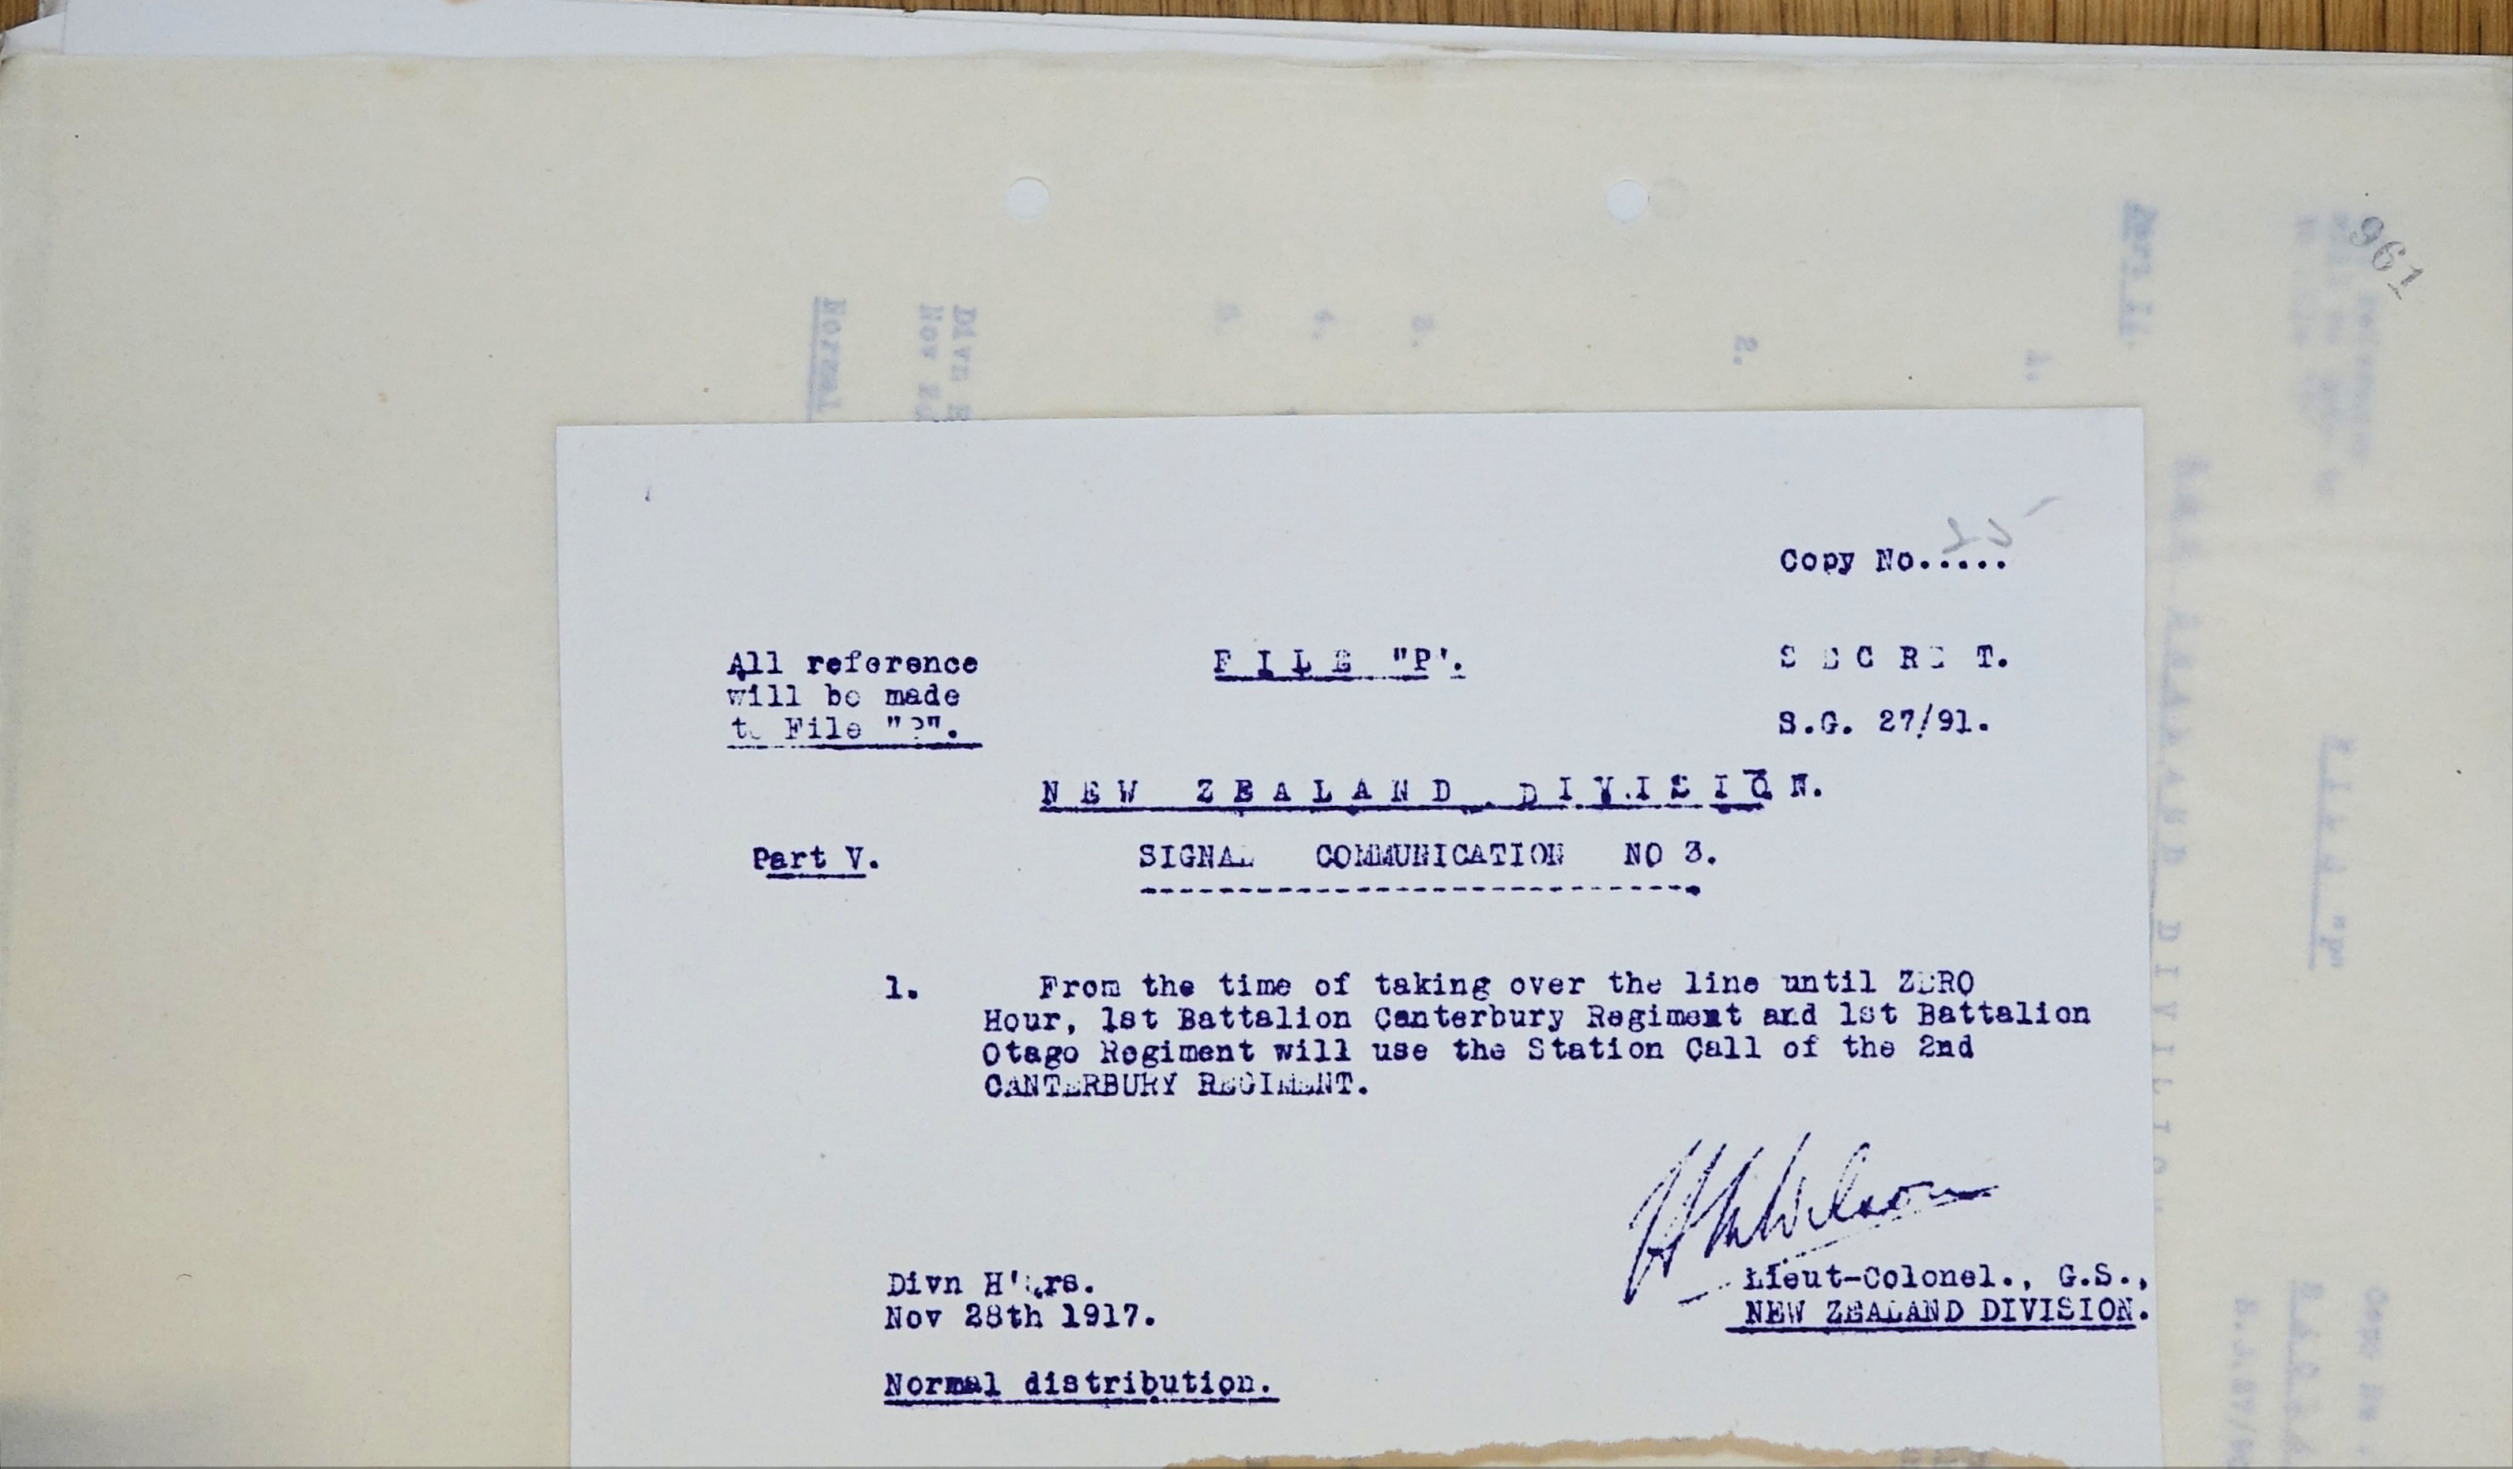 961
Copy No.....
All reference
will be made
to File "P".
FILE "P".
SECRET.
S.G. 27/91.
NEW ZEALAND DIVISION.
Part V.
SIGNAL COMMUNICATION NO 3.
1. From the time of taking over the line until ZERO
Hour, 1st Battalion Canterbury Regiment and 1st Battalion
Otago Regiment will use the Station Call of the 2nd
CANTERBURY REGIMENT.
Divn H'qrs.
Nov 28th 1917.
Lieut-Colonel., G.S.,
NEW ZEALAND DIVISION.
Normal distribution.